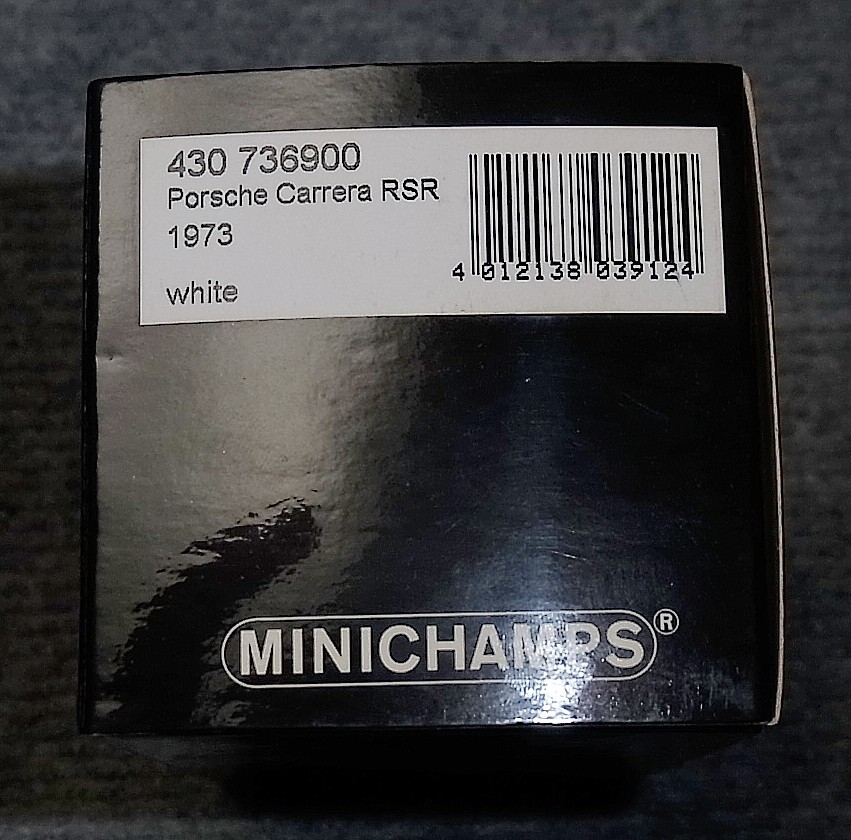 430 736900
Porsche Carrera RSR
1973
white
4 012138 039124
MINICHAMPS®